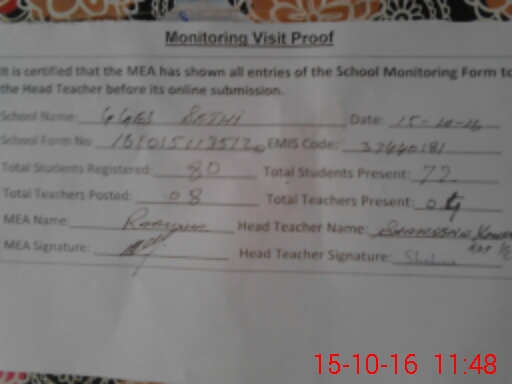 Monitoring Visit Proof
It is certified that the MEA has shown all entries of the School Monitoring Form to
the Head Teacher before its online submission.
School Name: GGES RETHI Date: 15-10-16
School Form No: EMIS Code: 37440181
Total Students Registered: 80 Total Students Present: 77
Total Teachers Posted: 08 Total Teachers Present:
MEA Name: Head Teacher Name:
MEA Signature: Head Teacher Signature:
15-10-16 11:48